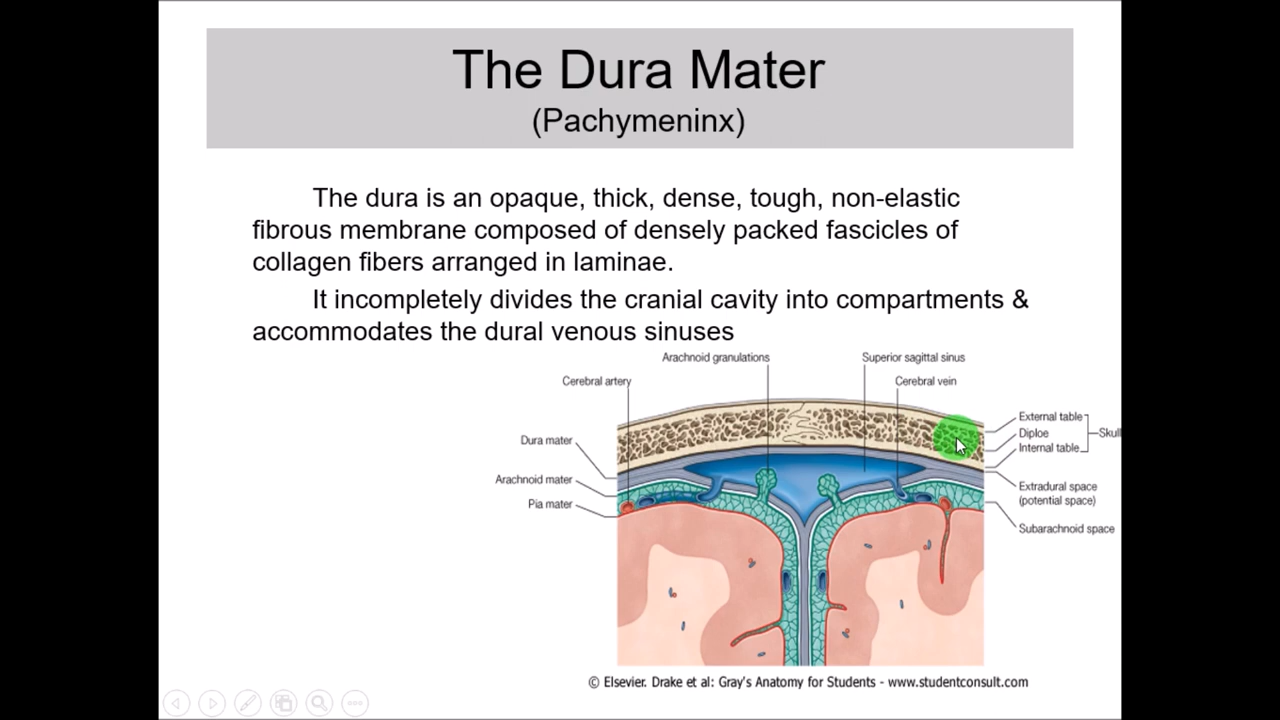 The Dura Mater
(Pachymeninx)
The dura is an opaque, thick, dense, tough, non-elastic
fibrous membrane composed of densely packed fascicles of
collagen fibers arranged in laminae.
It incompletely divides the cranial cavity into compartments &
accommodates the dural venous sinuses
Arachnoid granulations
Superior sagittal sinus
Cerebral artery
Cerebral vein
External table
Diploe
Skull
Internal table
Dura mater
Arachnoid mater
Pia mater
Extradural space
(potential space)
Subarachnoid space
© Elsevier. Drake et al: Gray's Anatomy for Students - www.studentconsult.com